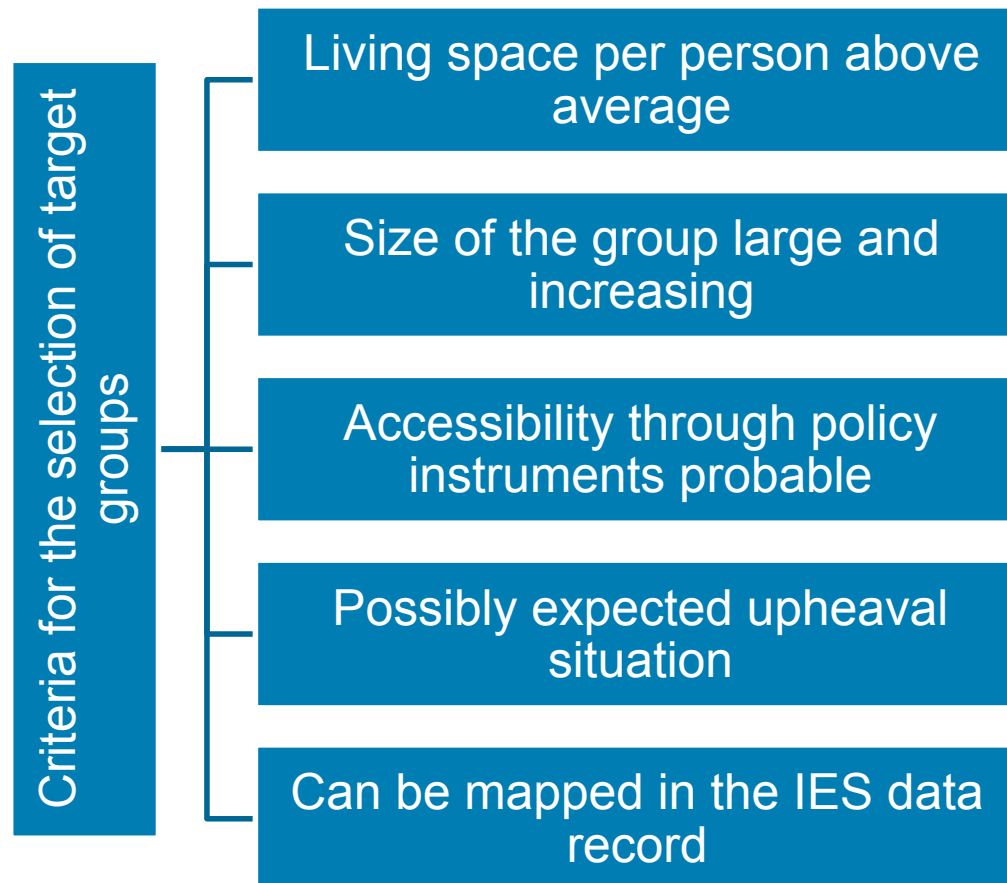 Criteria for the selection of target
groups
Living space per person above
average
Size of the group large and
increasing
Accessibility through policy
instruments probable
Possibly expected upheaval
situation
Can be mapped in the IES data
record